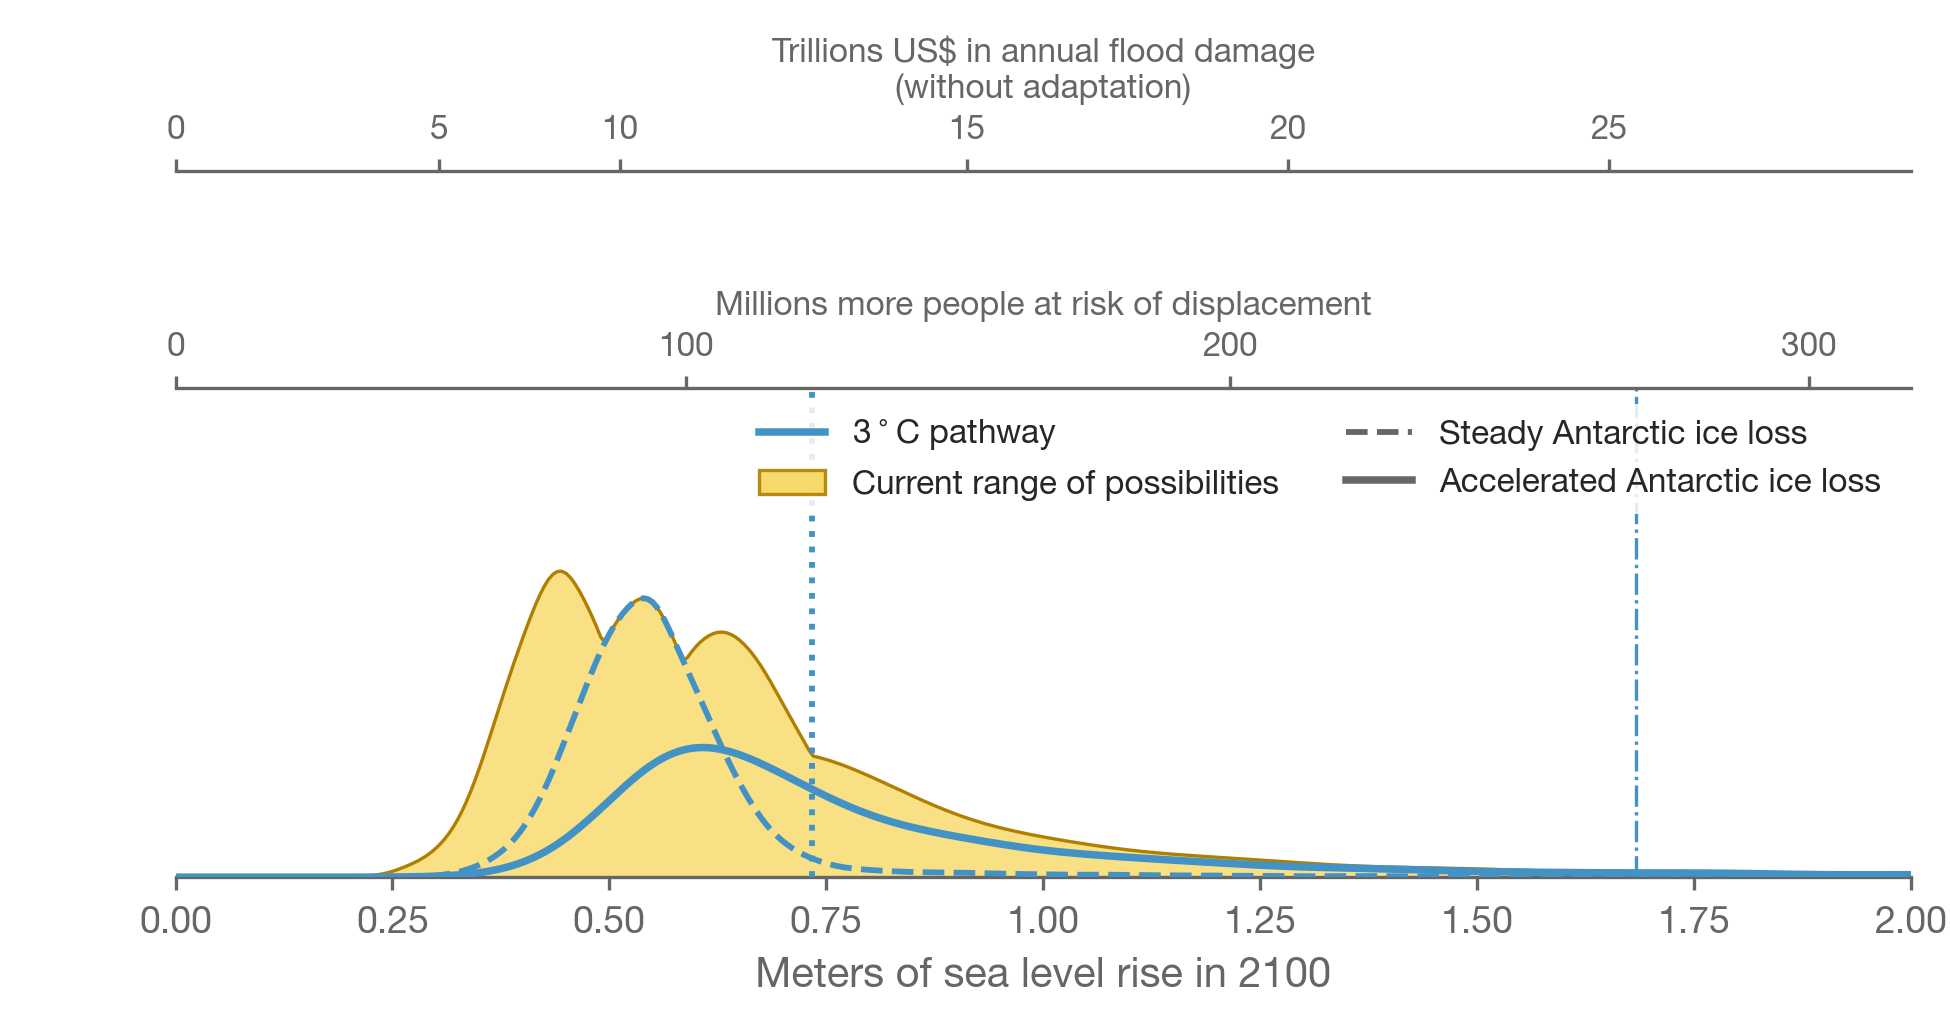 Trillions US$ in annual flood damage
(without adaptation)
0 5 10 15 20 25
Millions more people at risk of displacement
0 100 200 300
3°C pathway
Current range of possibilities
Steady Antarctic ice loss
Accelerated Antarctic ice loss
0.00 0.25 0.50 0.75 1.00 1.25 1.50 1.75 2.00
Meters of sea level rise in 2100